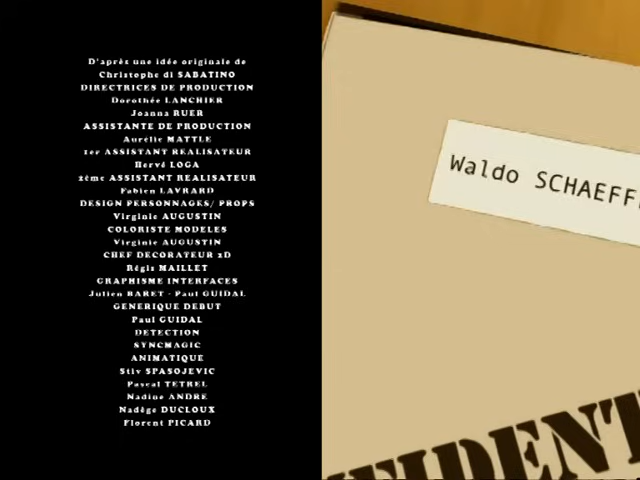 D'après une idée originale de
Christophe di SABATINO
DIRECTRICES DE PRODUCTION
Dorothée LANCHIER
Joanna RUER
ASSISTANTE DE PRODUCTION
Aurélie MATTLE
1er ASSISTANT REALISATEUR
Hervé LOGA
2ème ASSISTANT REALISATEUR
Fabien LAVRARD
DESIGN PERSONNAGES/ PROPS
Virginie AUGUSTIN
COLORISTE MODELES
Virginie AUGUSTIN
CHEF DECORATEUR 2D
Régis MAILLET
GRAPHISME INTERFACES
Julien BARET - Paul GUIDAL
GENERIQUE DEBUT
Paul GUIDAL
DETECTION
SYNCMAGIC
ANIMATIQUE
Stiv SPASOJEVIC
Pascal TETREL
Nadine ANDRE
Nadège DUCLOUX
Florent PICARD
Waldo SCHAEFF
FIDENT